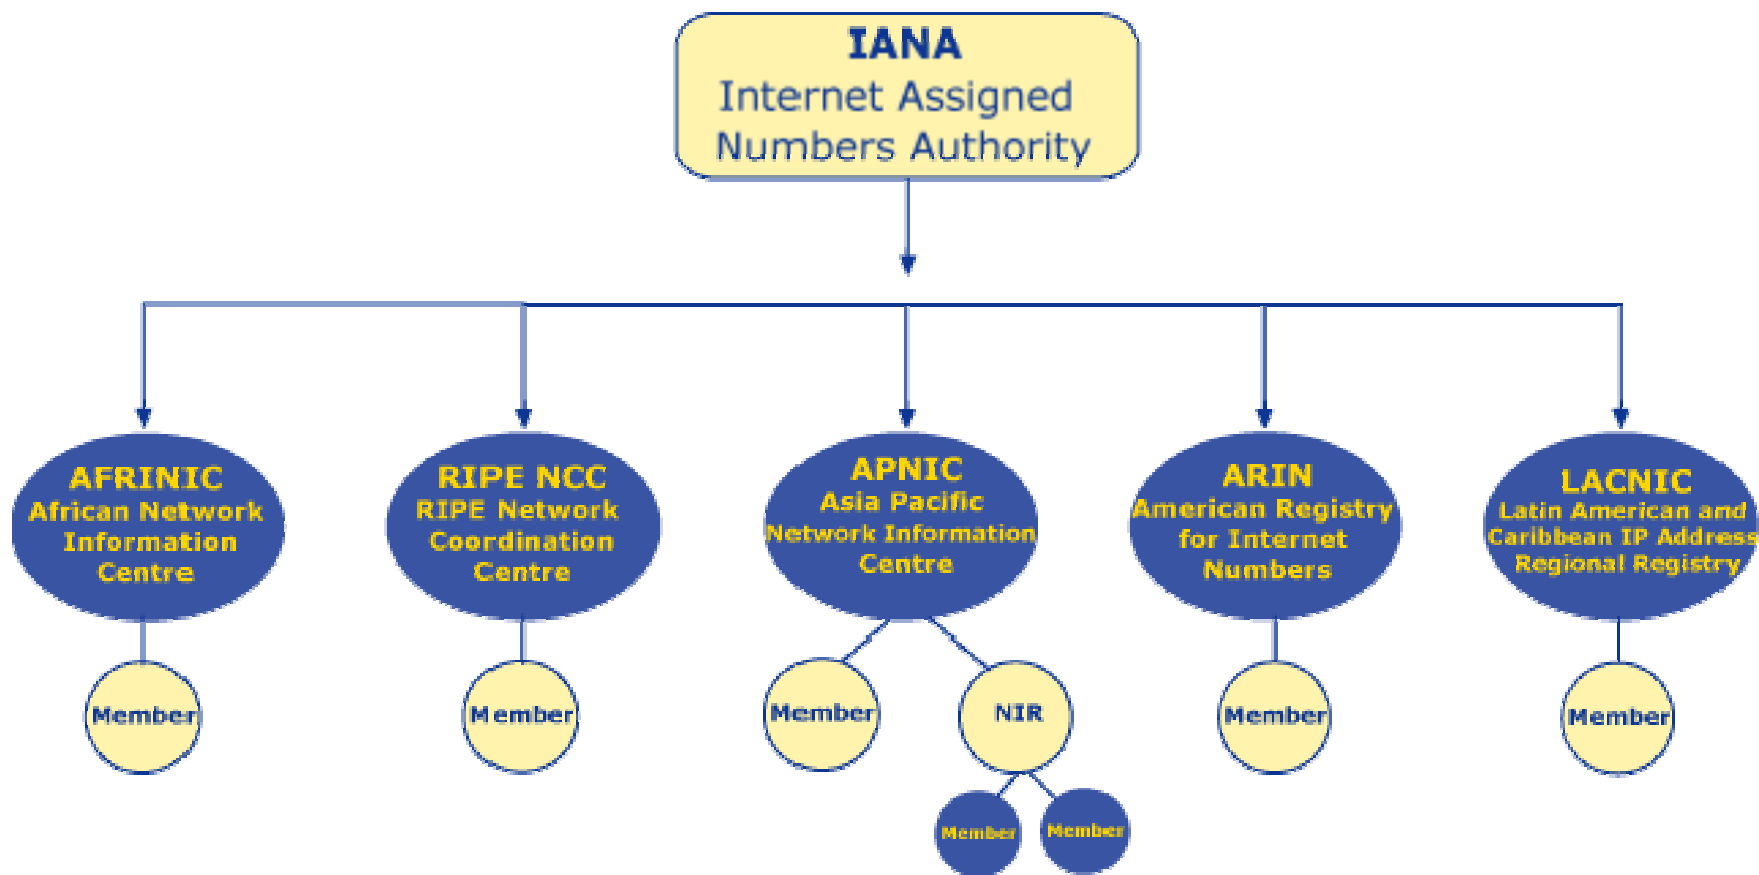 IANA
Internet Assigned
Numbers Authority
AFRINIC
African Network
Information
Centre
RIPE NCC
RIPE Network
Coordination
Centre
APNIC
Asia Pacific
Network Information
Centre
ARIN
American Registry
for Internet
Numbers
LACNIC
Latin American and
Caribbean IP Address
Regional Registry
Member
Member
Member
NIR
Member
Member
Member
Member